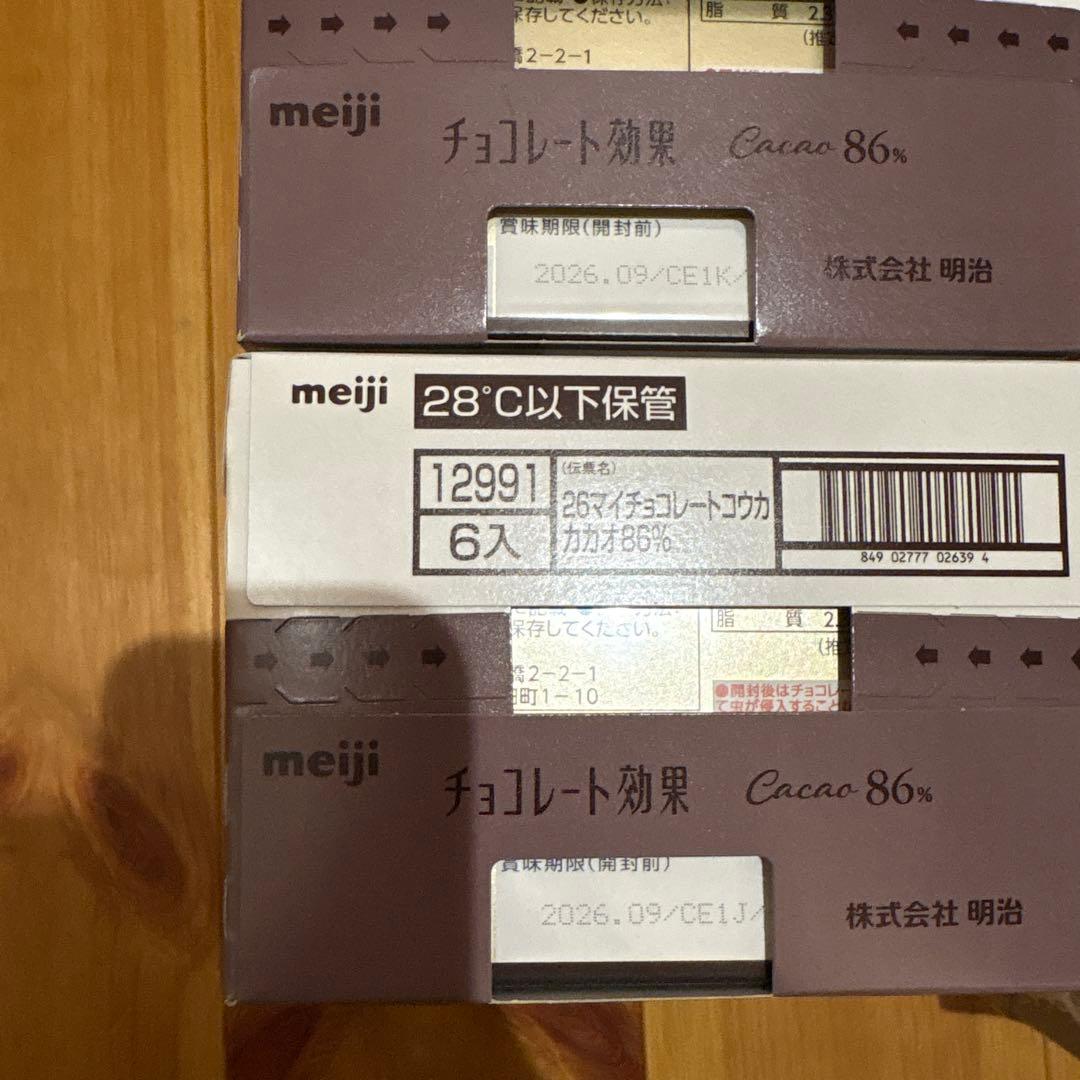 保存してください。
脂 質
橋2-2-1
meiji
チョコレート効果 Cacao 86%
賞味期限(開封前)
2026.09/CE1K/
株式会社 明治
meiji 28℃以下保管
12991
6入
(伝票名)
26マイチョコレートコウカ
カカオ86%
849 02777 02639 4
保存してください。
脂 質 2.
(推
橋2-2-1
町1-10
開封後はチョコレー
て虫が侵入すること
meiji
チョコレート効果 Cacao 86%
賞味期限(開封前)
2026.09/CE1J/
株式会社 明治